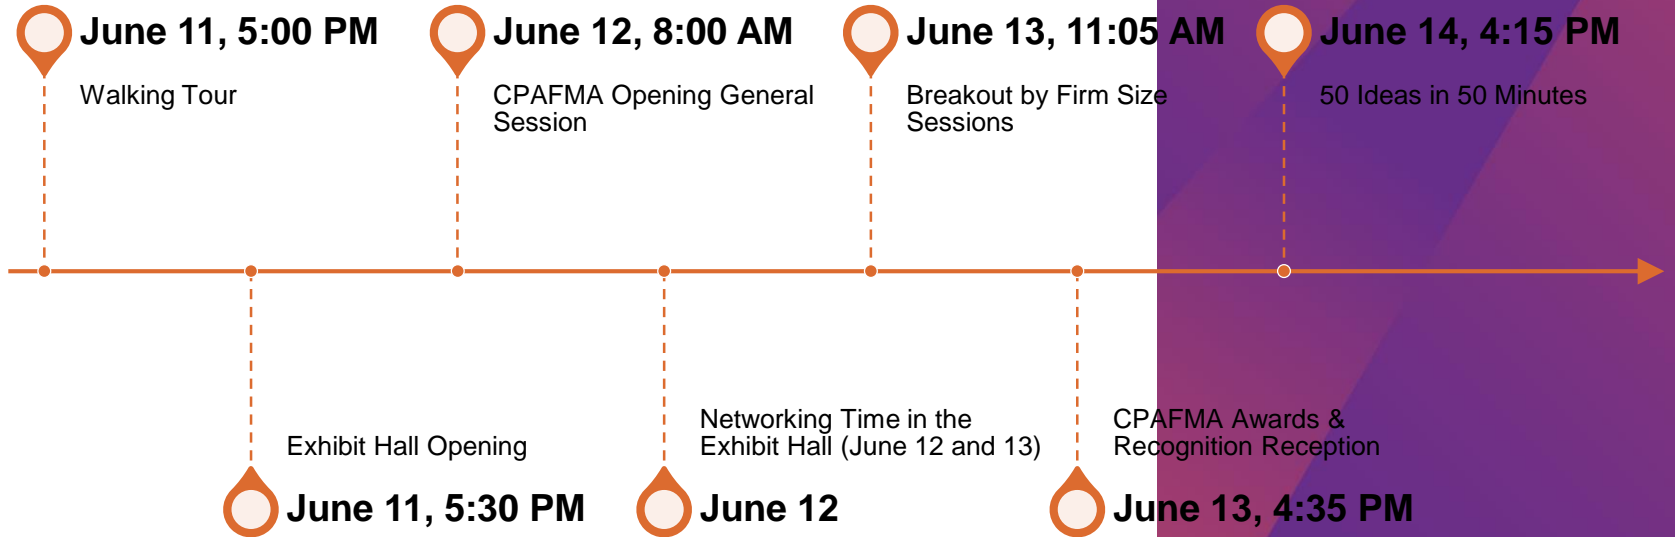 June 11, 5:00 PM
Walking Tour
June 12, 8:00 AM
CPAFMA Opening General
Session
June 13, 11:05 AM
Breakout by Firm Size
Sessions
June 14, 4:15 PM
50 Ideas in 50 Minutes
Exhibit Hall Opening
June 11, 5:30 PM
Networking Time in the
Exhibit Hall (June 12 and 13)
June 12
CPAFMA Awards &
Recognition Reception
June 13, 4:35 PM